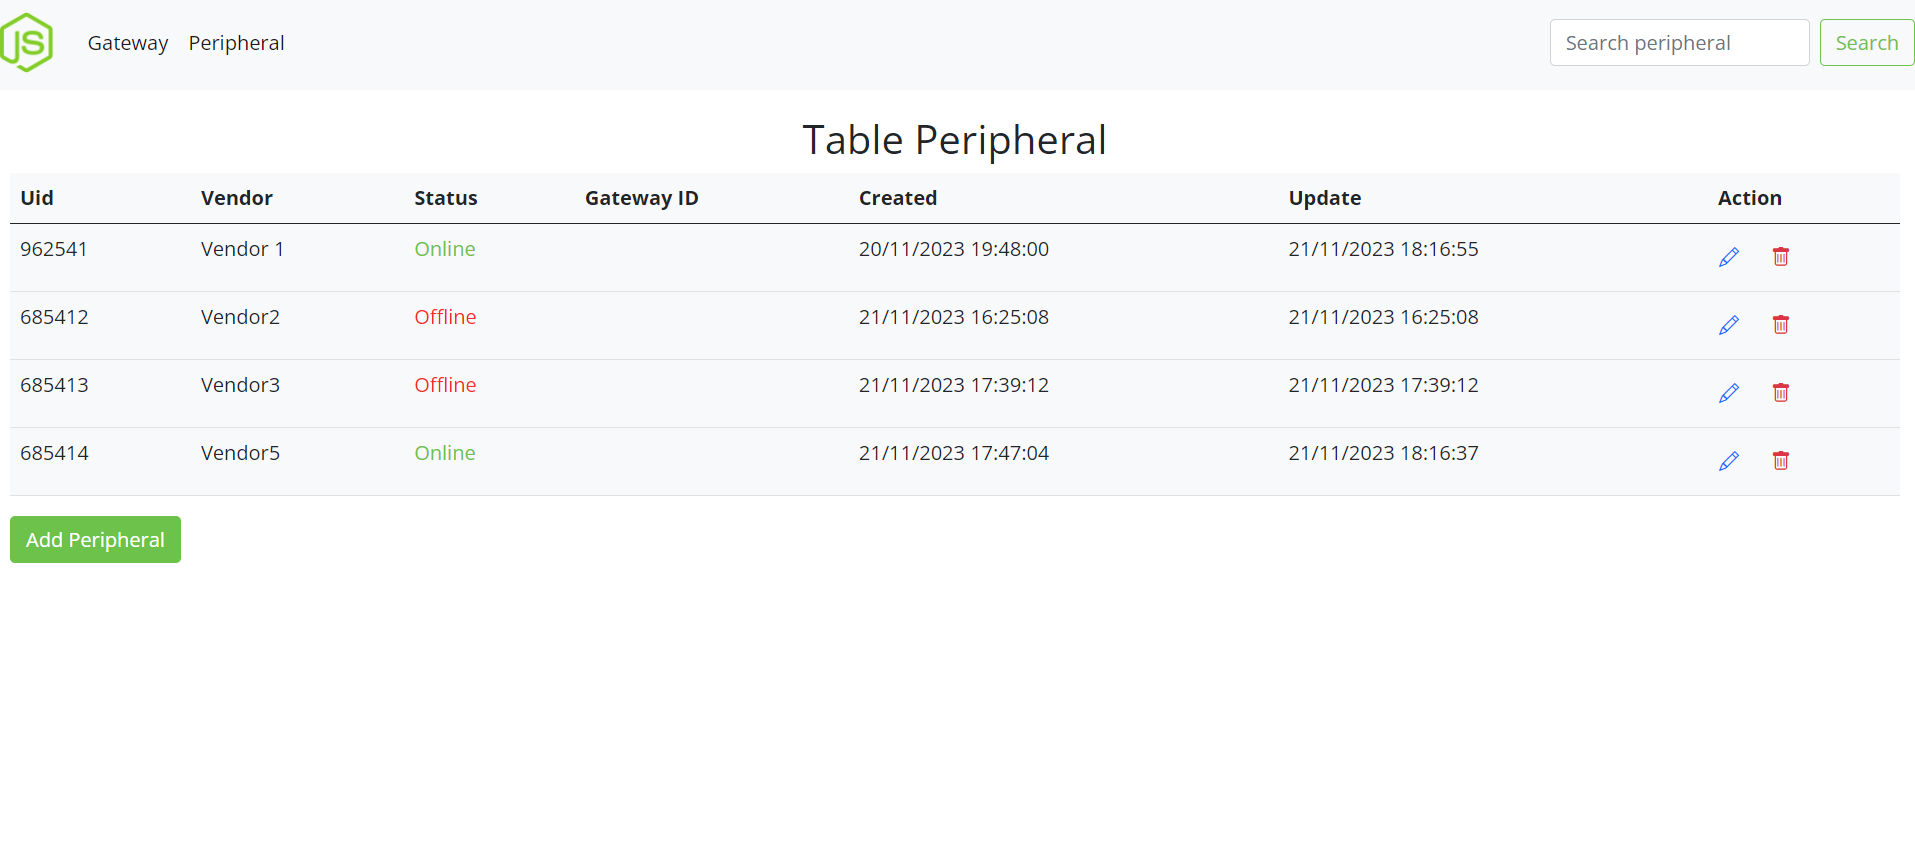 JS Gateway Peripheral Search peripheral Search
Table Peripheral
Uid Vendor Status Gateway ID Created Update Action
962541 Vendor 1 Online 20/11/2023 19:48:00 21/11/2023 18:16:55
685412 Vendor2 Offline 21/11/2023 16:25:08 21/11/2023 16:25:08
685413 Vendor3 Offline 21/11/2023 17:39:12 21/11/2023 17:39:12
685414 Vendor5 Online 21/11/2023 17:47:04 21/11/2023 18:16:37
Add Peripheral